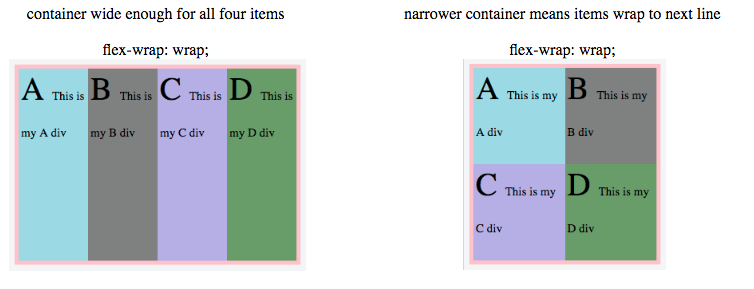 container wide enough for all four items
flex-wrap: wrap;
A This is
my A div
B This is
my B div
C This is
my C div
D This is
my D div
narrower container means items wrap to next line
flex-wrap: wrap;
A This is my
A div
B This is my
B div
C This is my
C div
D This is my
D div